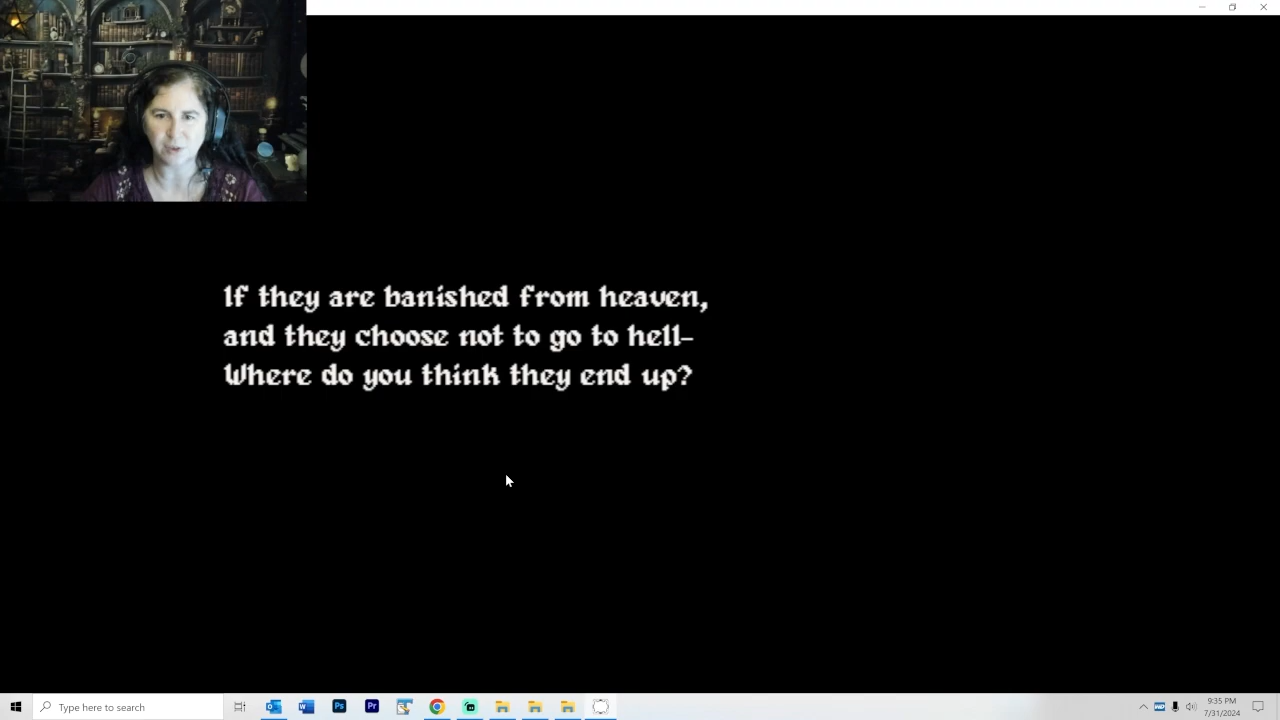 If they are banished from heaven,
and they choose not to go to hell-
Where do you think they end up?
Type here to search
9:35 PM
7/31/2024